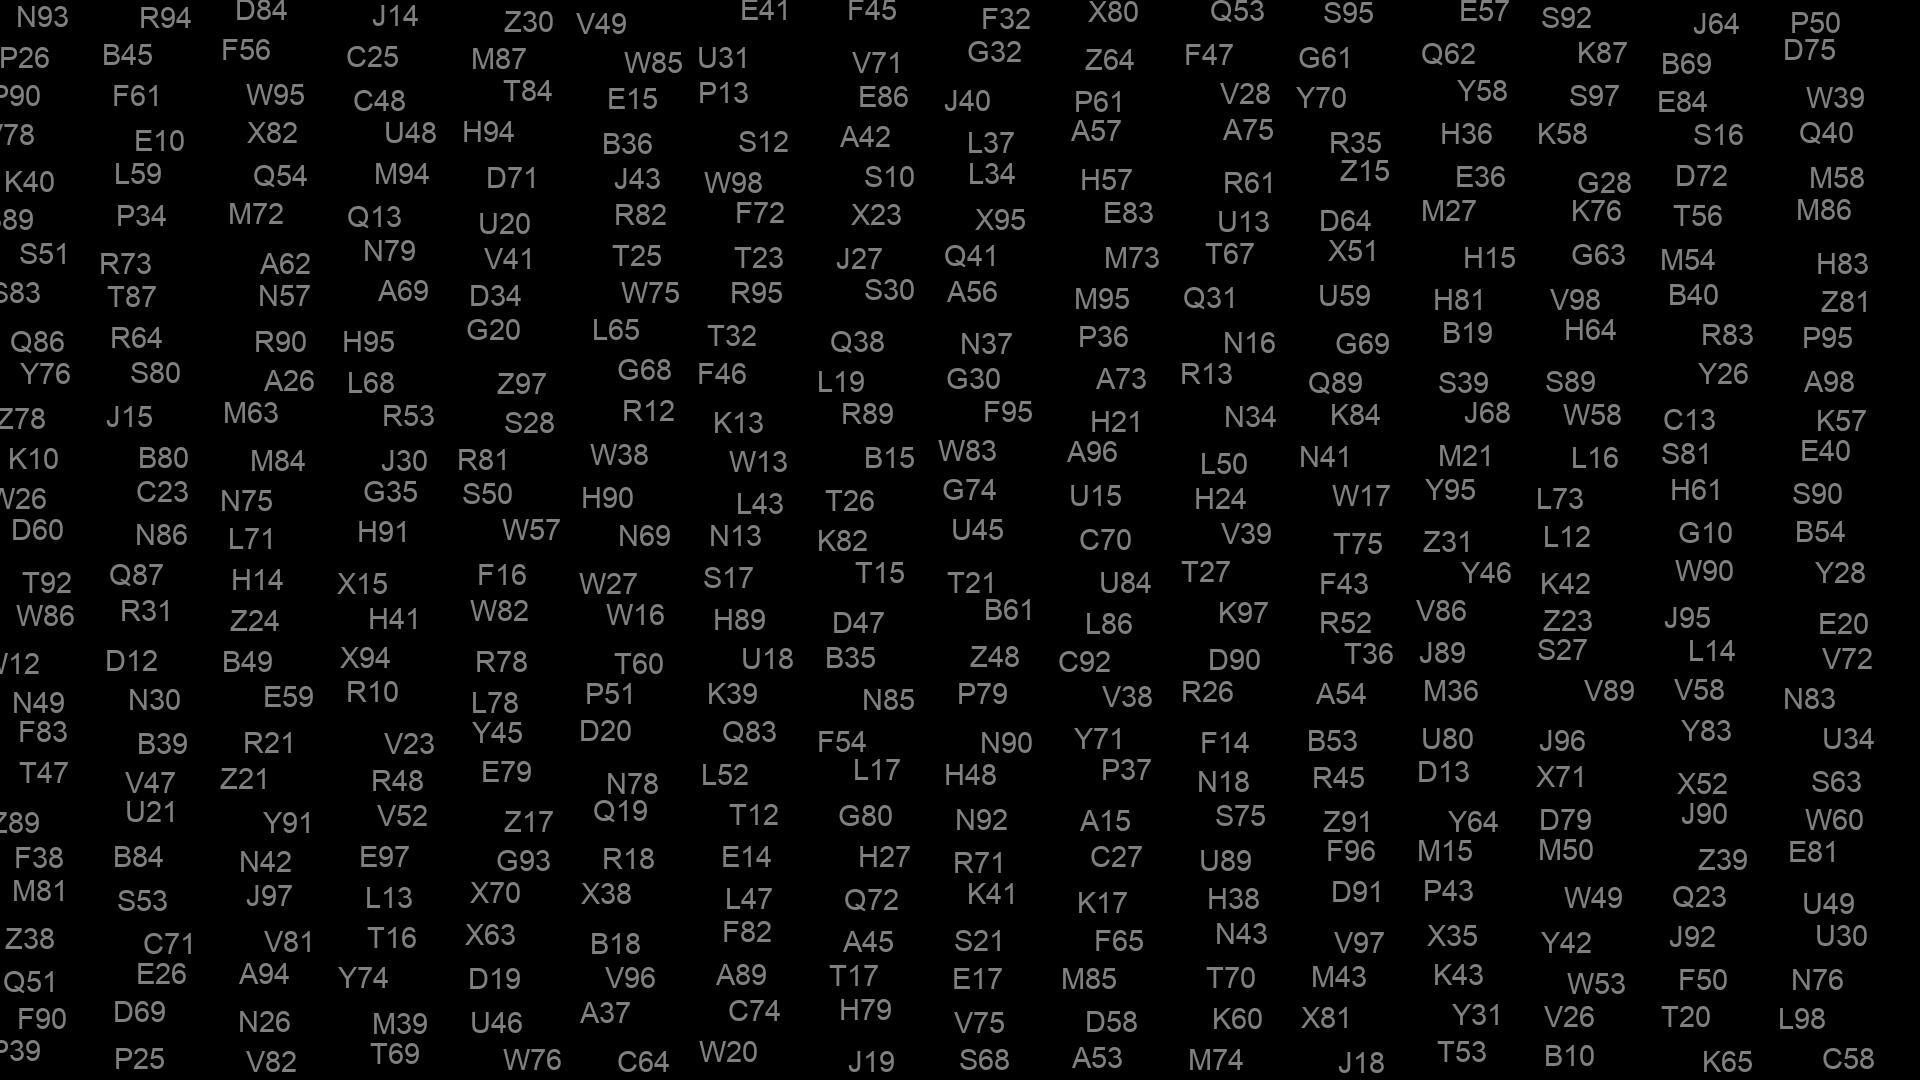 N93 R94 D84 J14 Z30 V49 E41 F45 F32 X80 Q53 S95 E57 S92 J64 P50
P26 B45 F56 C25 M87 W85 U31 V71 G32 Z64 F47 G61 Q62 K87 B69 D75
P90 F61 W95 C48 T84 E15 P13 E86 J40 P61 V28 Y70 Y58 S97 E84 W39
V78 E10 X82 U48 H94 B36 S12 A42 L37 A57 A75 R35 H36 K58 S16 Q40
K40 L59 Q54 M94 D71 J43 W98 S10 L34 H57 R61 Z15 E36 G28 D72 M58
89 P34 M72 Q13 U20 R82 F72 X23 X95 E83 U13 D64 M27 K76 T56 M86
S51 R73 A62 N79 V41 T25 T23 J27 Q41 M73 T67 X51 H15 G63 M54 H83
S83 T87 N57 A69 D34 W75 R95 S30 A56 M95 Q31 U59 H81 V98 B40 Z81
Q86 R64 R90 H95 G20 L65 T32 Q38 N37 P36 N16 G69 B19 H64 R83 P95
Y76 S80 A26 L68 Z97 G68 F46 L19 G30 A73 R13 Q89 S39 S89 Y26 A98
Z78 J15 M63 R53 S28 R12 K13 R89 F95 H21 N34 K84 J68 W58 C13 K57
K10 B80 M84 J30 R81 W38 W13 B15 W83 A96 L50 N41 M21 L16 S81 E40
W26 C23 N75 G35 S50 H90 L43 T26 G74 U15 H24 W17 Y95 L73 H61 S90
D60 N86 L71 H91 W57 N69 N13 K82 U45 C70 V39 T75 Z31 L12 G10 B54
T92 Q87 H14 X15 F16 W27 S17 T15 T21 U84 T27 F43 Y46 K42 W90 Y28
W86 R31 Z24 H41 W82 W16 H89 D47 B61 L86 K97 R52 V86 Z23 J95 E20
12 D12 B49 X94 R78 T60 U18 B35 Z48 C92 D90 T36 J89 S27 L14 V72
N49 N30 E59 R10 L78 P51 K39 N85 P79 V38 R26 A54 M36 V89 V58 N83
F83 B39 R21 V23 Y45 D20 Q83 F54 N90 Y71 F14 B53 U80 J96 Y83 U34
T47 V47 Z21 R48 E79 N78 L52 L17 H48 P37 N18 R45 D13 X71 X52 S63
Z89 U21 Y91 V52 Z17 Q19 T12 G80 N92 A15 S75 Z91 Y64 D79 J90 W60
F38 B84 N42 E97 G93 R18 E14 H27 R71 C27 U89 F96 M15 M50 Z39 E81
M81 S53 J97 L13 X70 X38 L47 Q72 K41 K17 H38 D91 P43 W49 Q23 U49
Z38 C71 V81 T16 X63 B18 F82 A45 S21 F65 N43 V97 X35 Y42 J92 U30
Q51 E26 A94 Y74 D19 V96 A89 T17 E17 M85 T70 M43 K43 W53 F50 N76
F90 D69 N26 M39 U46 A37 C74 H79 V75 D58 K60 X81 Y31 V26 T20 L98
P39 P25 V82 T69 W76 C64 W20 J19 S68 A53 M74 J18 T53 B10 K65 C58